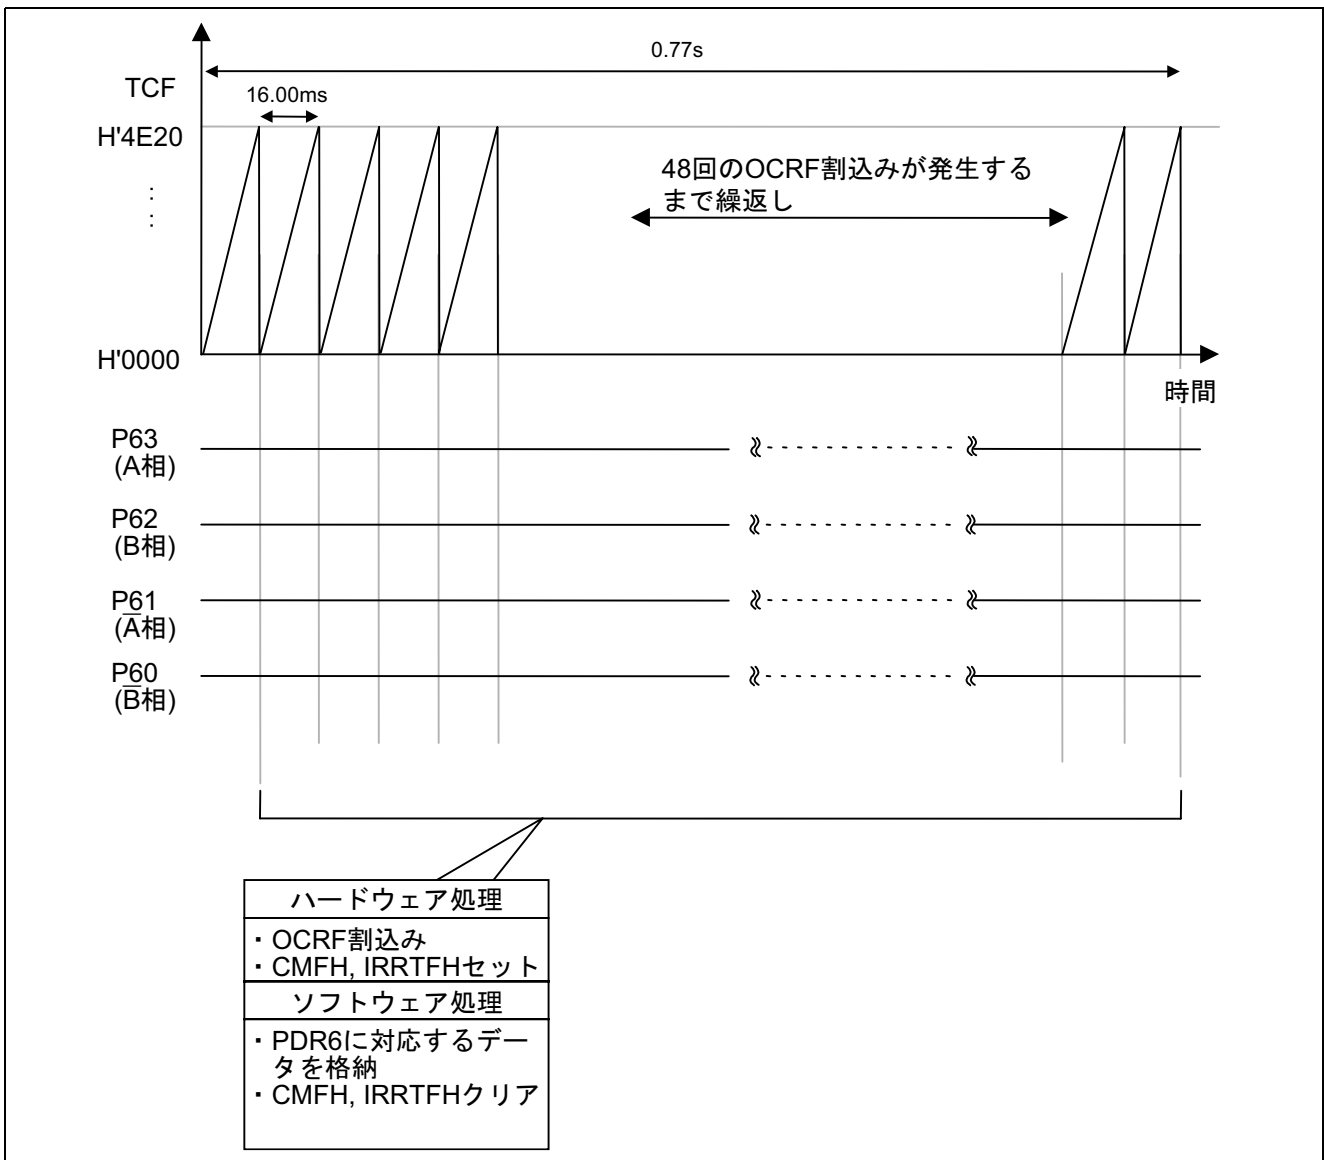 0.77s
TCF
16.00ms
H'4E20
48回のOCRF割込みが発生する
まで繰返し
H'0000
時間
P63
(A相)
P62
(B相)
P61
(A̅相)
P60
(B̅相)
ハードウェア処理
・OCRF割込み
・CMFH, IRRTFHセット
ソフトウェア処理
・PDR6に対応するデー
タを格納
・CMFH, IRRTFHクリア